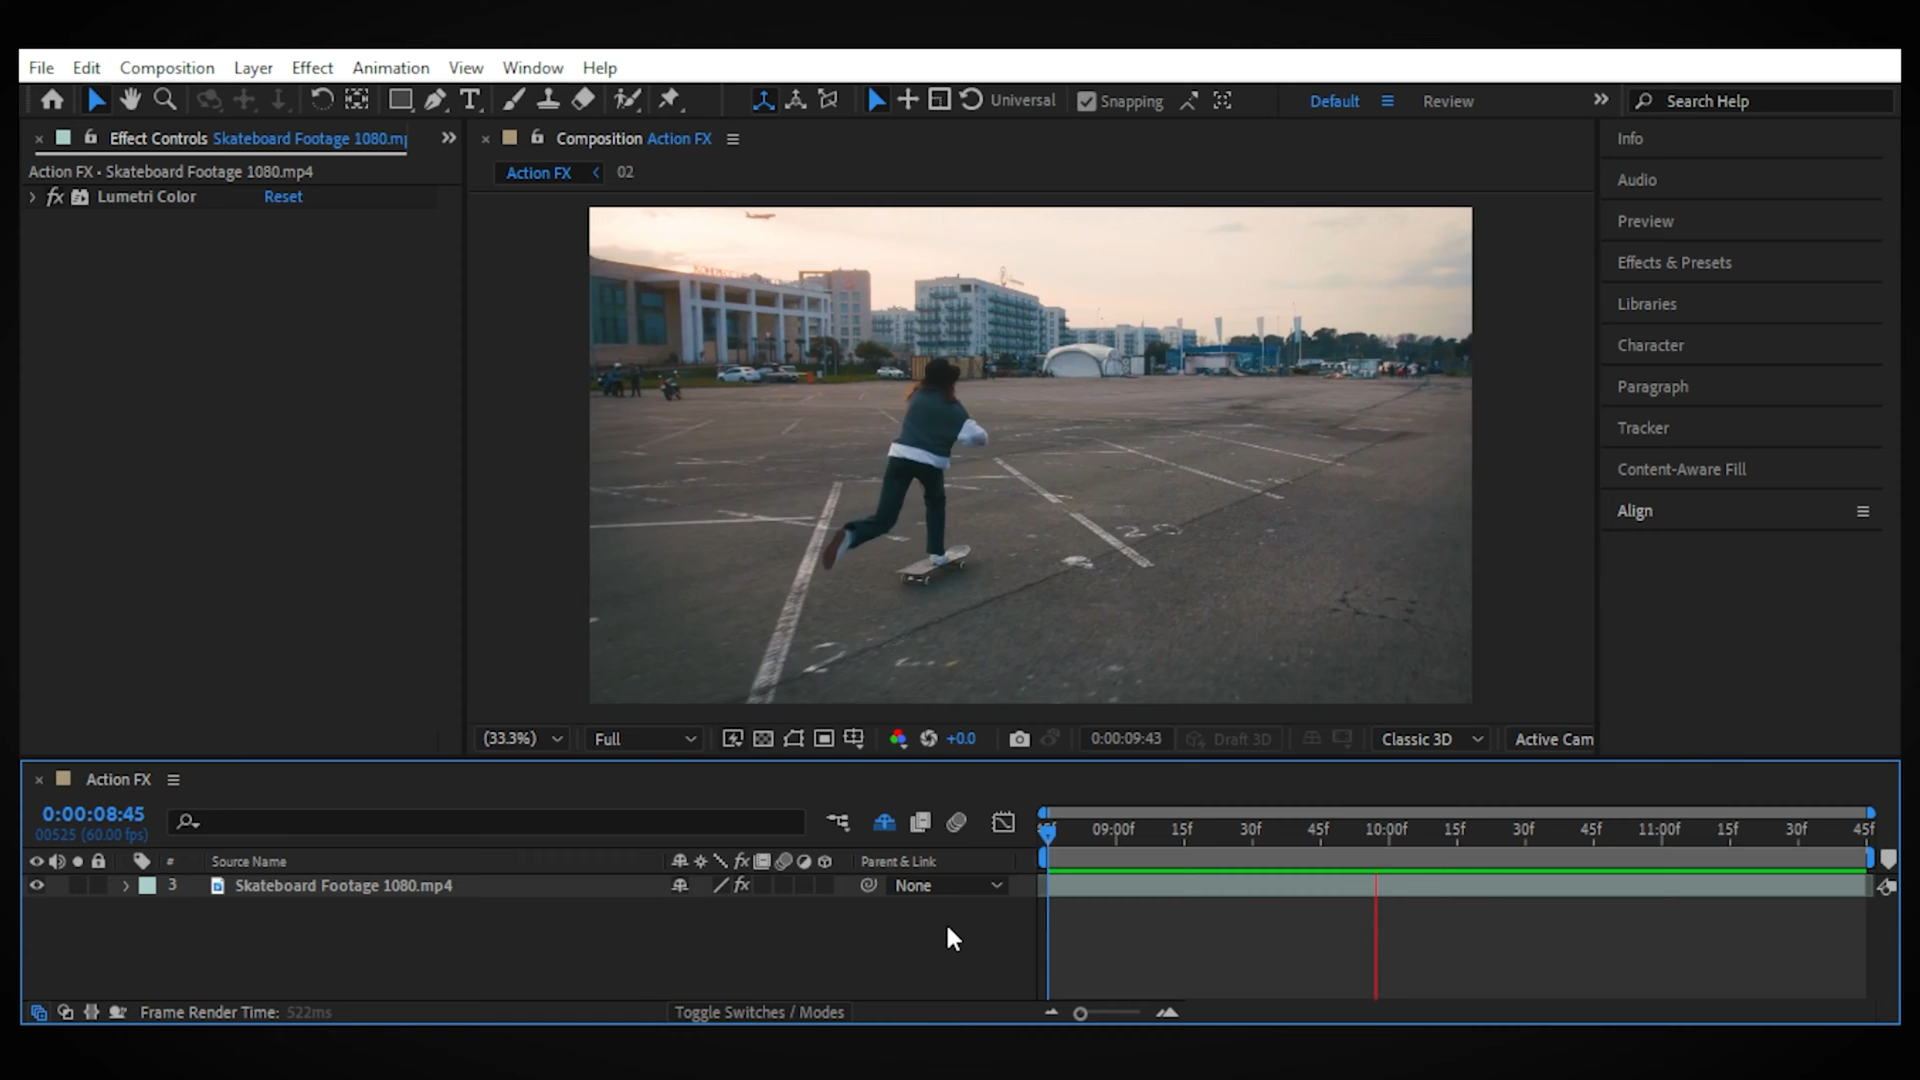 File Edit Composition Layer Effect Animation View Window Help
Universal Snapping Default Review Search Help
Effect Controls Skateboard Footage 1080.m
Composition Action FX
Info
Action FX • Skateboard Footage 1080.mp4
Action FX 02
Audio
fx Lumetri Color Reset
Preview
Effects & Presets
Libraries
Character
Paragraph
Tracker
Content-Aware Fill
Align
(33.3%) Full +0.0 0:00:09:43 Draft 3D Classic 3D Active Cam
Action FX
0:00:08:45
00525 (60.00 fps)
09:00f 15f 30f 45f 10:00f 15f 30f 45f 11:00f 15f 30f 45f
# Source Name fx Parent & Link
3 Skateboard Footage 1080.mp4 fx None
Frame Render Time: 522ms Toggle Switches / Modes